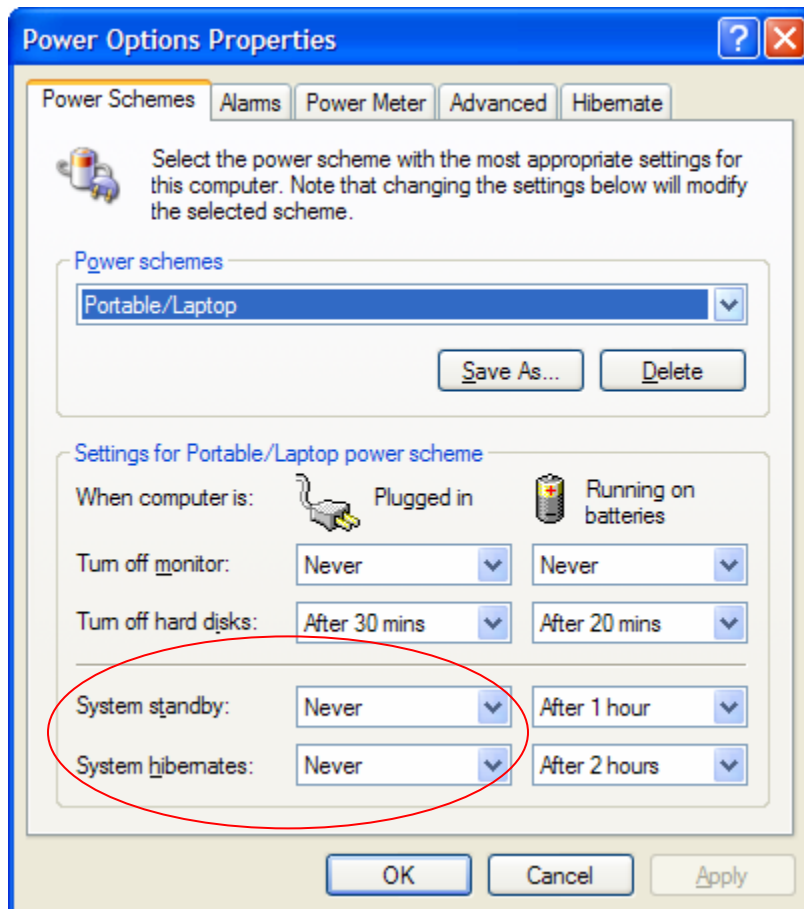 Power Options Properties
?
Power Schemes Alarms Power Meter Advanced Hibernate
Select the power scheme with the most appropriate settings for
this computer. Note that changing the settings below will modify
the selected scheme.
Power schemes
Portable/Laptop
Save As... Delete
Settings for Portable/Laptop power scheme
When computer is: Plugged in Running on
batteries
Turn off monitor: Never Never
Turn off hard disks: After 30 mins After 20 mins
System standby: Never After 1 hour
System hibernates: Never After 2 hours
OK Cancel Apply